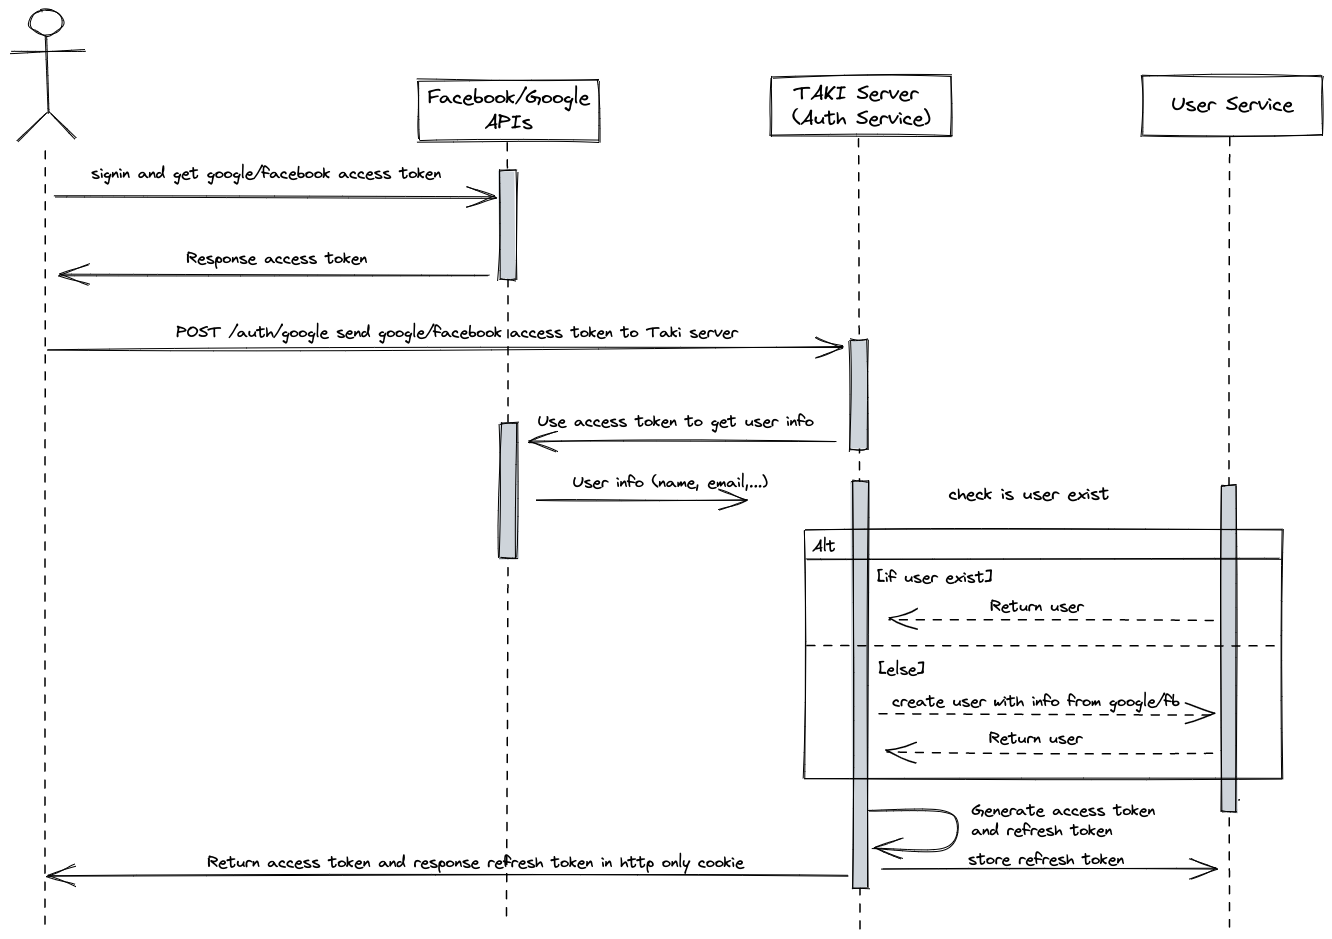 Facebook/Google
APIs
TAKI Server
(Auth Service)
User Service
signin and get google/facebook access token
Response access token
POST /auth/google send google/facebook access token to Taki server
Use access token to get user info
User info (name, email,...)
check is user exist
Alt
[if user exist]
Return user
[else]
create user with info from google/fb
Return user
Generate access token
and refresh token
store refresh token
Return access token and response refresh token in http only cookie